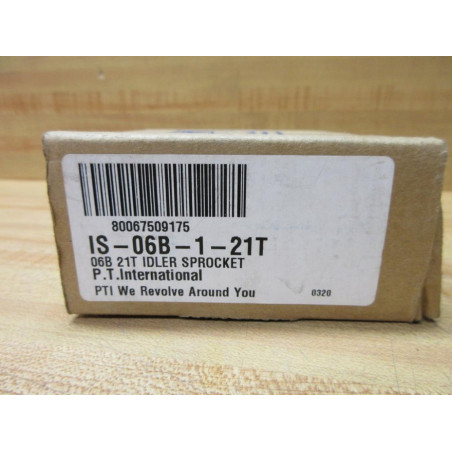 80067509175
IS-06B-1-21T
06B 21T IDLER SPROCKET
P.T.International
PTI We Revolve Around You 0320